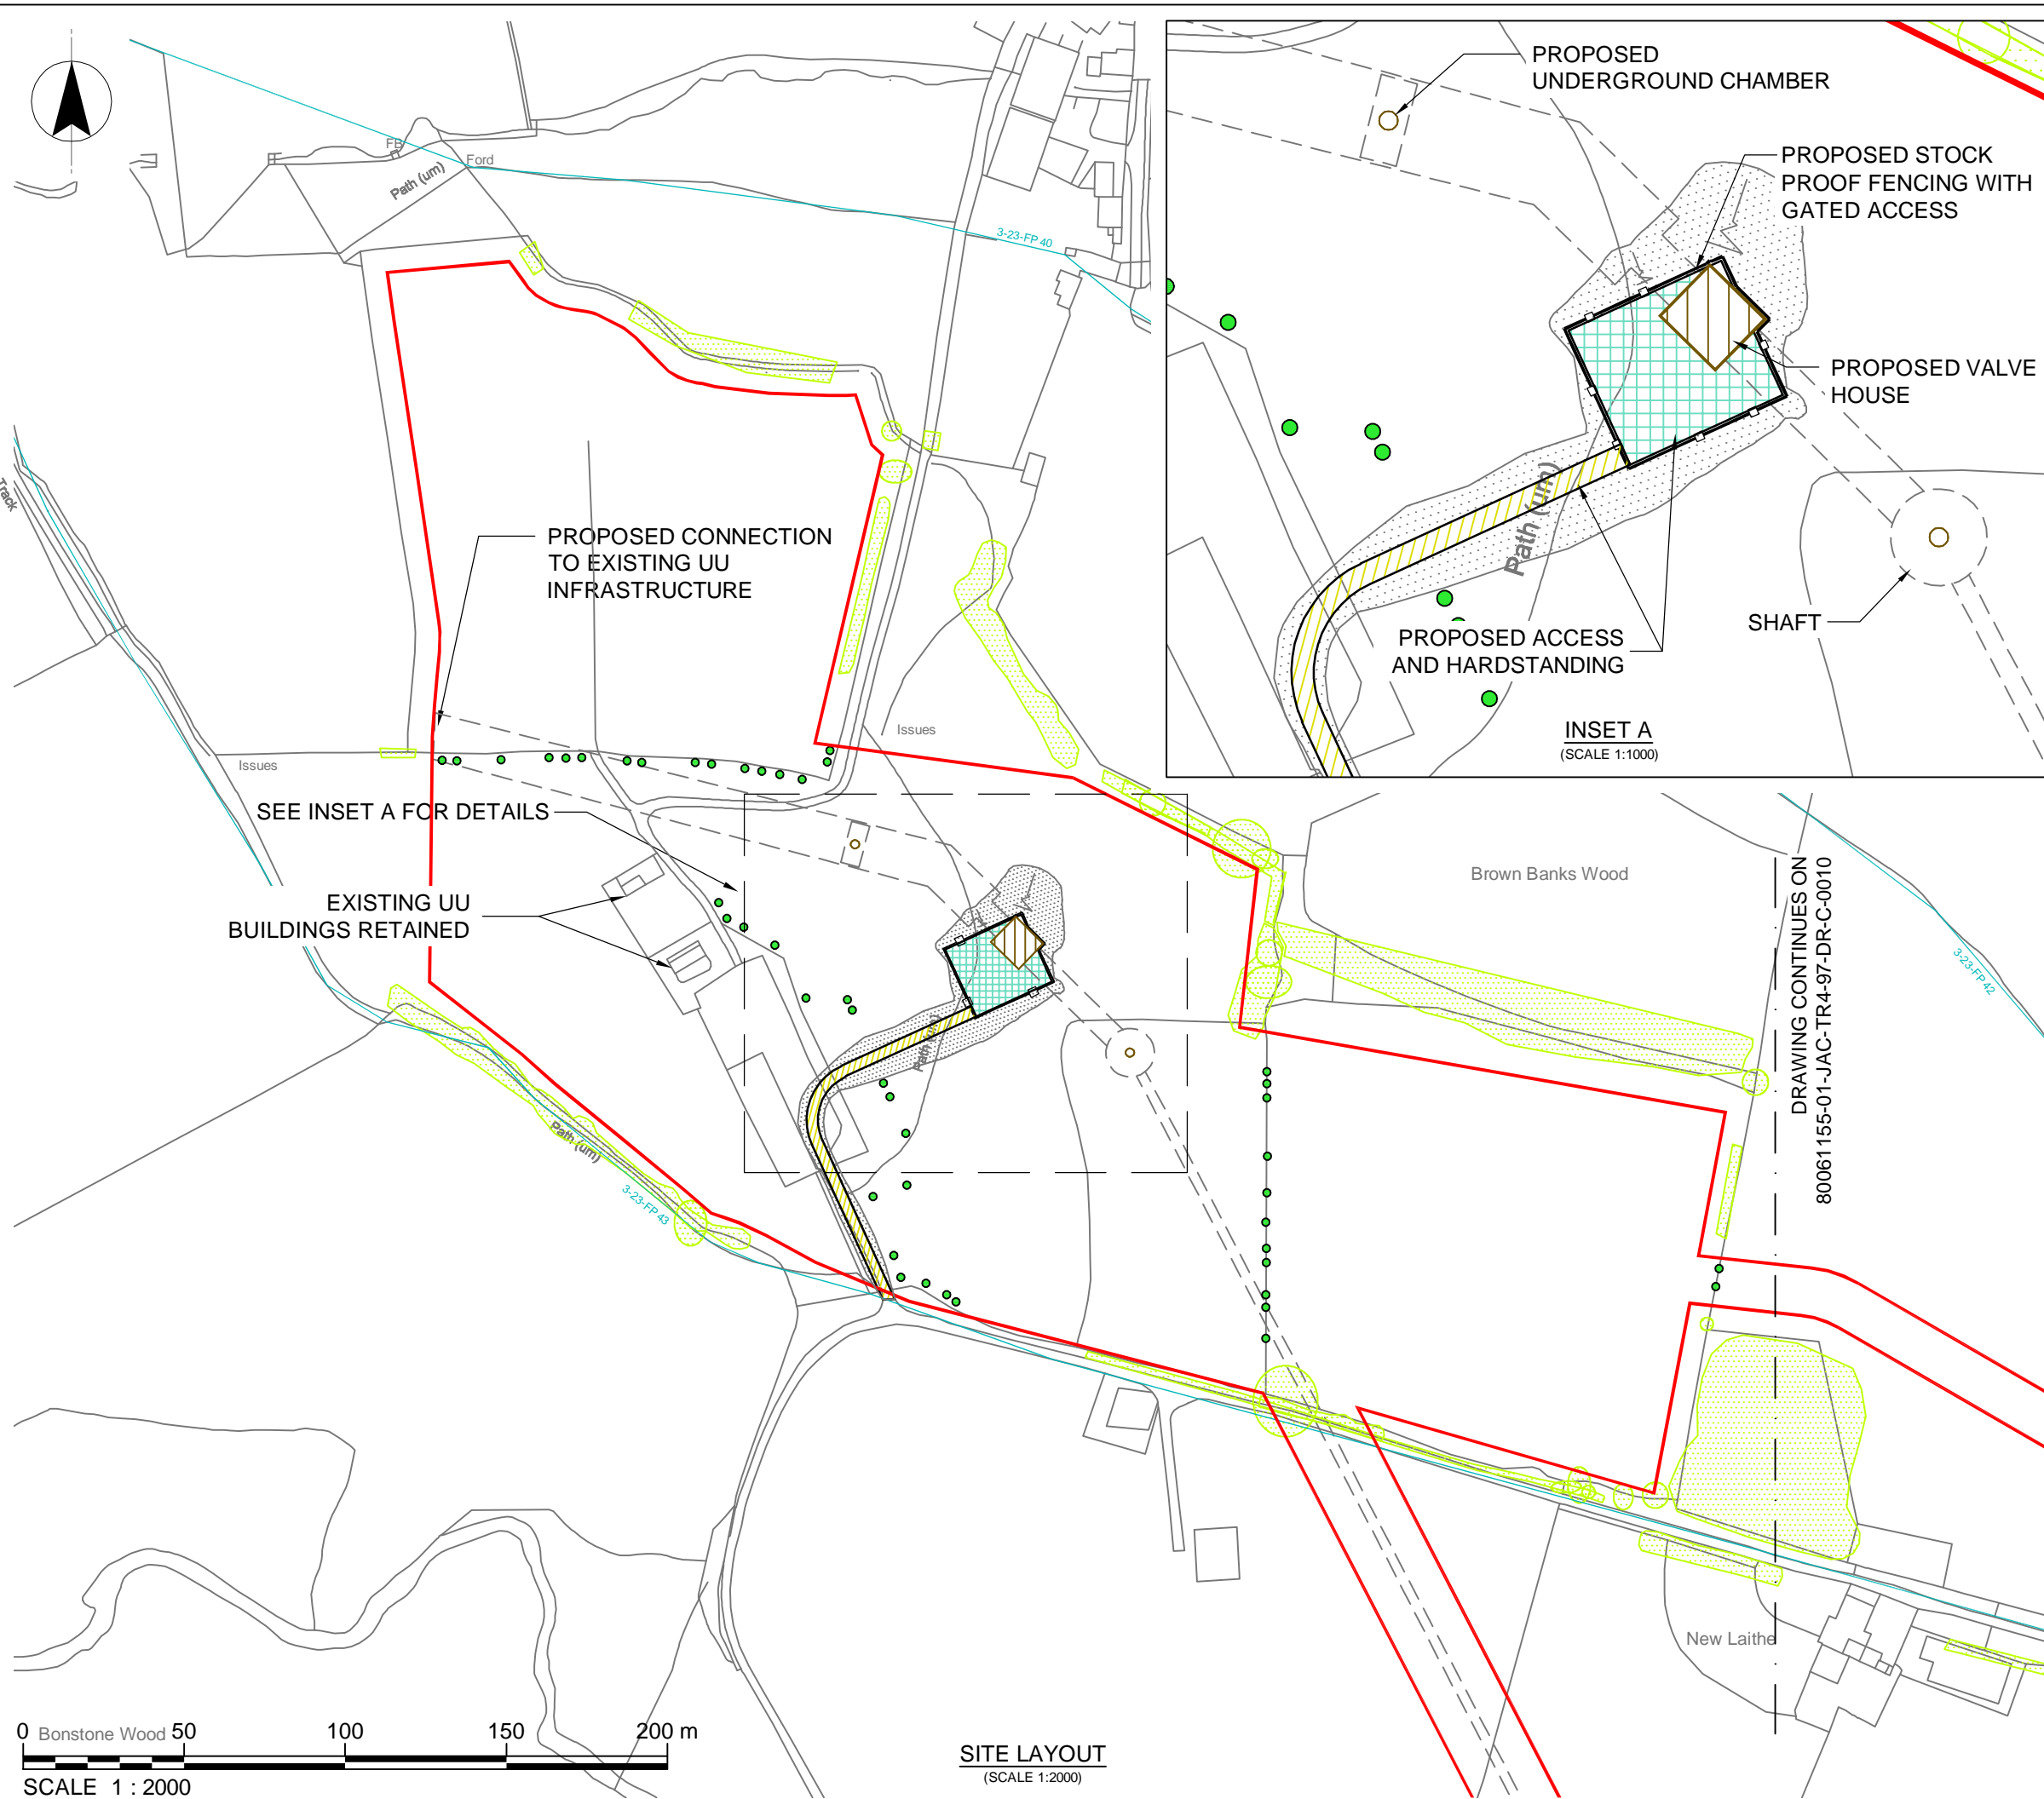 PROPOSED
UNDERGROUND CHAMBER
PROPOSED STOCK
PROOF FENCING WITH
GATED ACCESS
PROPOSED VALVE
HOUSE
Path (um)
SHAFT
PROPOSED ACCESS
AND HARDSTANDING
INSET A
(SCALE 1:1000)
FB
Ford
Path (um)
3-23-FP 40
Track
PROPOSED CONNECTION
TO EXISTING UU
INFRASTRUCTURE
Issues
Issues
SEE INSET A FOR DETAILS
EXISTING UU
BUILDINGS RETAINED
Brown Banks Wood
DRAWING CONTINUES ON
80061155-01-JAC-TR4-97-DR-C-0010
3-23-FP 42
Path (um)
Path (um)
3-23-FP 43
New Laithe
0 Bonstone Wood 50 100 150 200 m
SCALE 1 : 2000
SITE LAYOUT
(SCALE 1:2000)